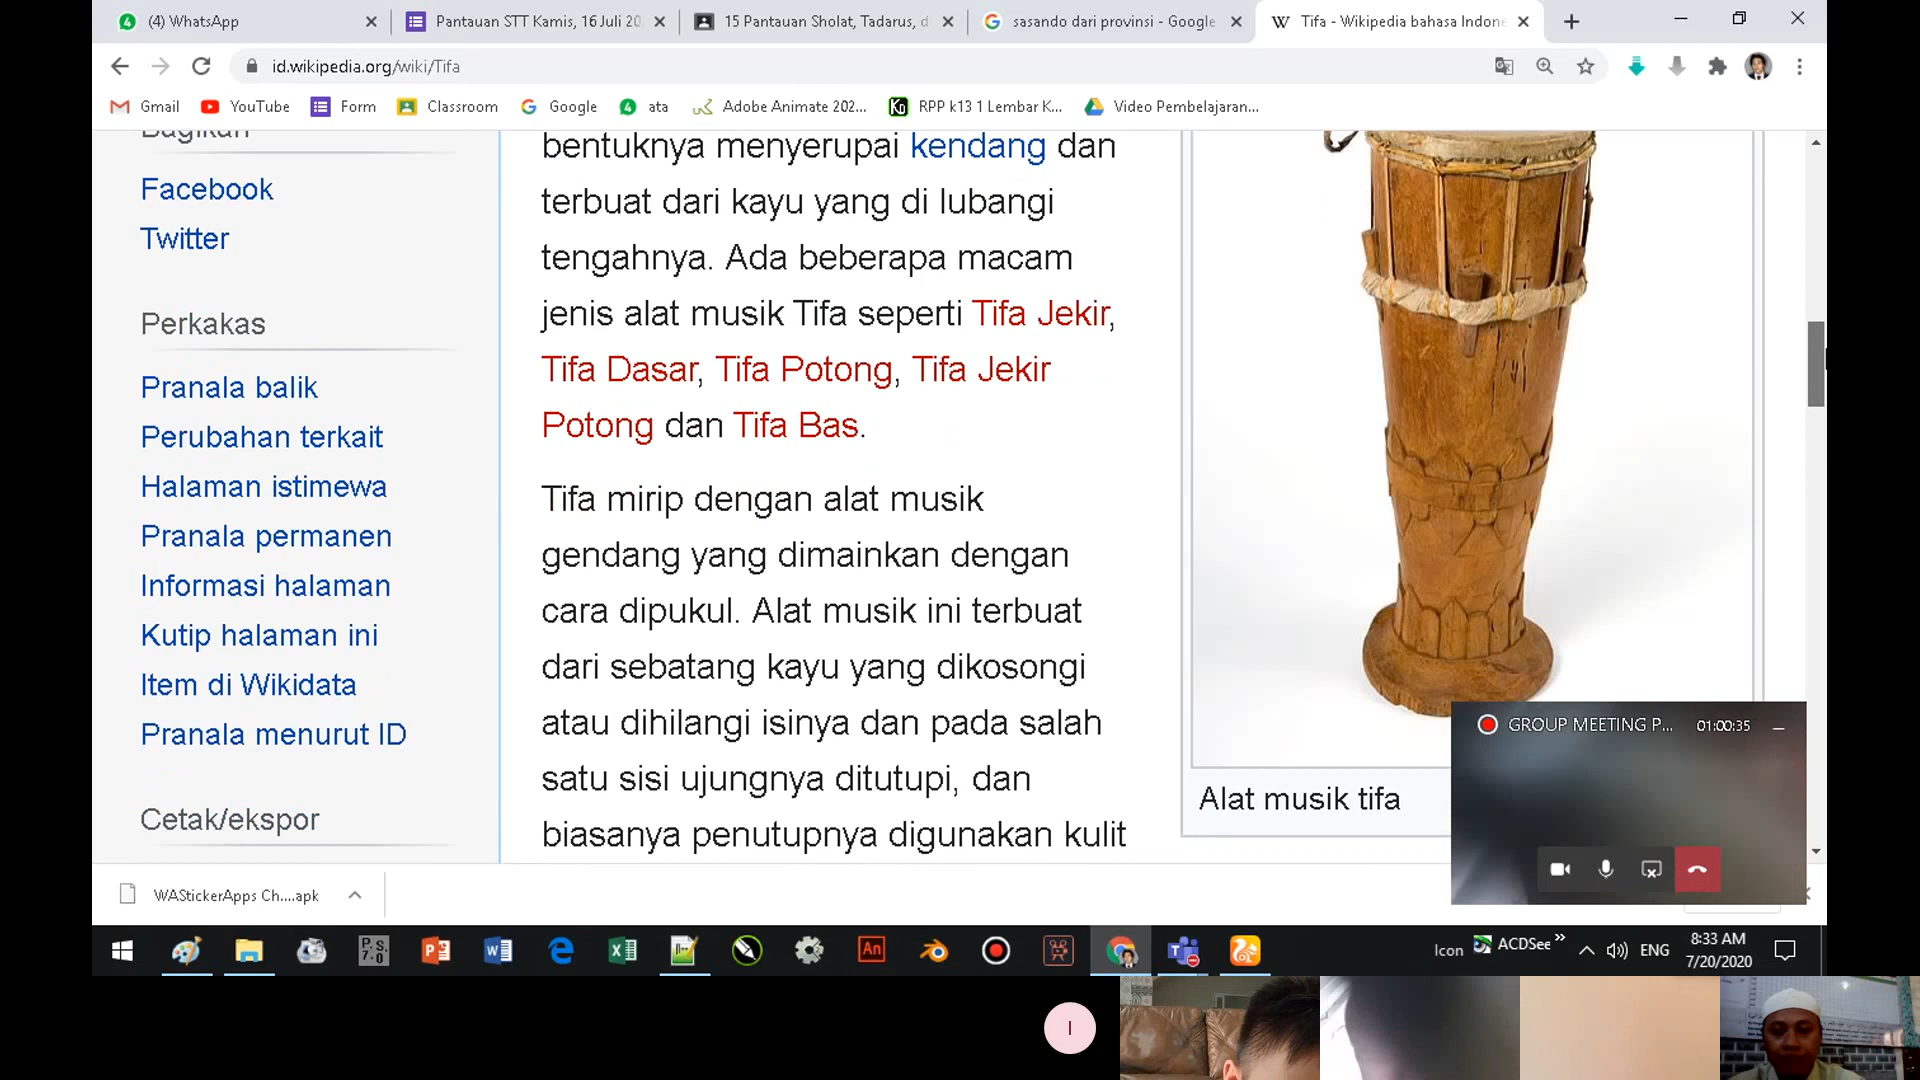 (4) WhatsApp
Pantauan STT Kamis, 16 Juli 20
15 Pantauan Sholat, Tadarus, d
sasando dari provinsi - Google
Tifa - Wikipedia bahasa Indone
id.wikipedia.org/wiki/Tifa
Gmail
YouTube
Form
Classroom
Google
ata
Adobe Animate 202...
RPP k13 1 Lembar K...
Video Pembelajaran...
Bagikan
Facebook
Twitter
Perkakas
Pranala balik
Perubahan terkait
Halaman istimewa
Pranala permanen
Informasi halaman
Kutip halaman ini
Item di Wikidata
Pranala menurut ID
Cetak/ekspor
bentuknya menyerupai kendang dan
terbuat dari kayu yang di lubangi
tengahnya. Ada beberapa macam
jenis alat musik Tifa seperti Tifa Jekir,
Tifa Dasar, Tifa Potong, Tifa Jekir
Potong dan Tifa Bas.
Tifa mirip dengan alat musik
gendang yang dimainkan dengan
cara dipukul. Alat musik ini terbuat
dari sebatang kayu yang dikosongi
atau dihilangi isinya dan pada salah
satu sisi ujungnya ditutupi, dan
biasanya penutupnya digunakan kulit
Alat musik tifa
GROUP MEETING P... 01:00:35
WAStickerApps Ch....apk
Icon
ACDSee
ENG
8:33 AM
7/20/2020
I